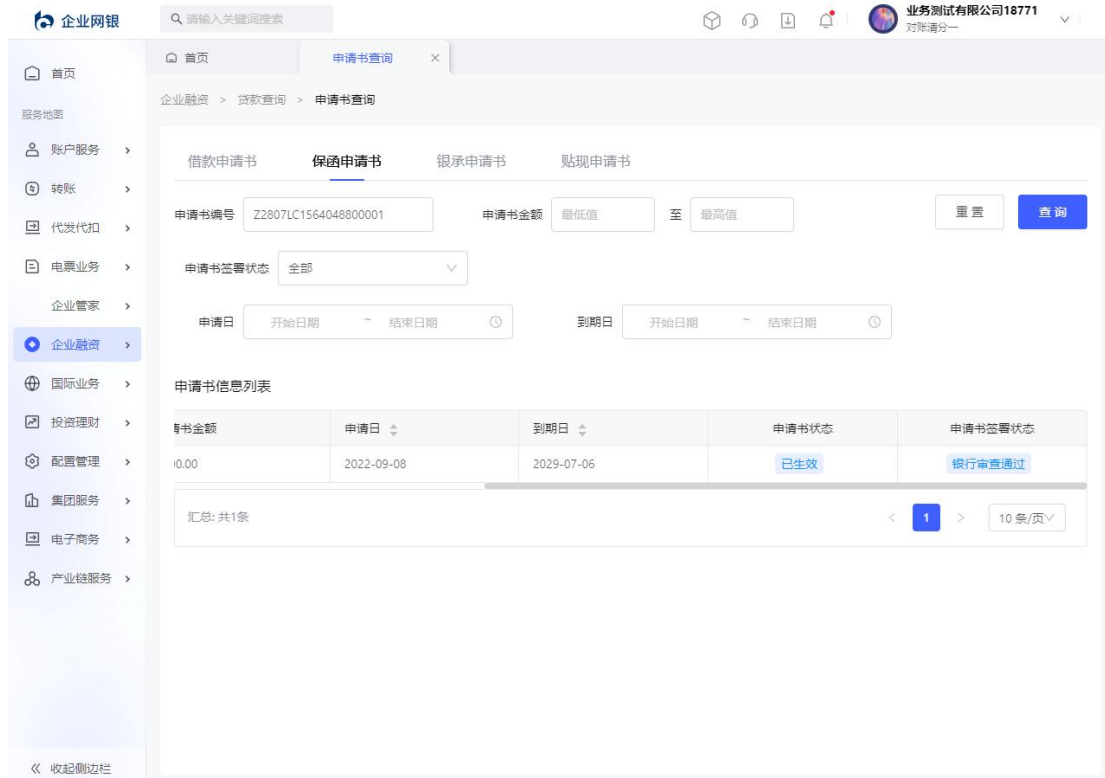 企业网银
请输入关键词搜索
业务测试有限公司18771
对账清分一
首页
申请书查询
企业融资 > 贷款查询 > 申请书查询
首页
服务地图
账户服务
转账
代发代扣
电票业务
企业管家
企业融资
国际业务
投资理财
配置管理
集团服务
电子商务
产业链服务
收起侧边栏
借款申请书 保函申请书 银承申请书 贴现申请书
申请书编号 Z2807LC1564048800001 申请书金额 最低值 至 最高值 重置 查询
申请书签署状态 全部
申请日 开始日期 ~ 结束日期 到期日 开始日期 ~ 结束日期
申请书信息列表
书金额 申请日 到期日 申请书状态 申请书签署状态
0.00 2022-09-08 2029-07-06 已生效 银行审查通过
汇总: 共1条 < 1 > 10 条/页